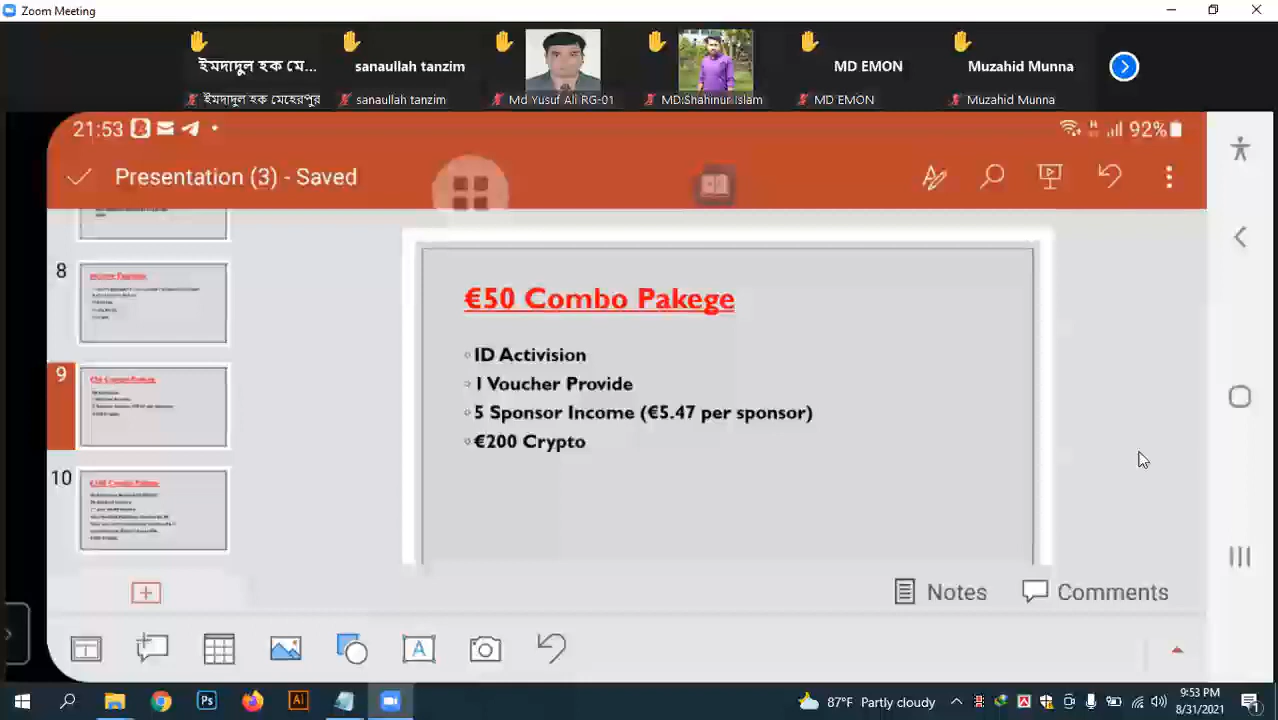 Zoom Meeting
ইমদাদুল হক মে...
sanaullah tanzim
MD EMON
Muzahid Munna
ইমদাদুল হক মেহেরপুর
sanaullah tanzim
Md Yusuf Ali RG-01
MD:Shahinur Islam
MD EMON
Muzahid Munna
21:53
92%
Presentation (3) - Saved
8
9
10
€50 Combo Pakege
ID Activision
1 Voucher Provide
5 Sponsor Income (€5.47 per sponsor)
€200 Crypto
Notes
Comments
87°F Partly cloudy
9:53 PM
8/31/2021